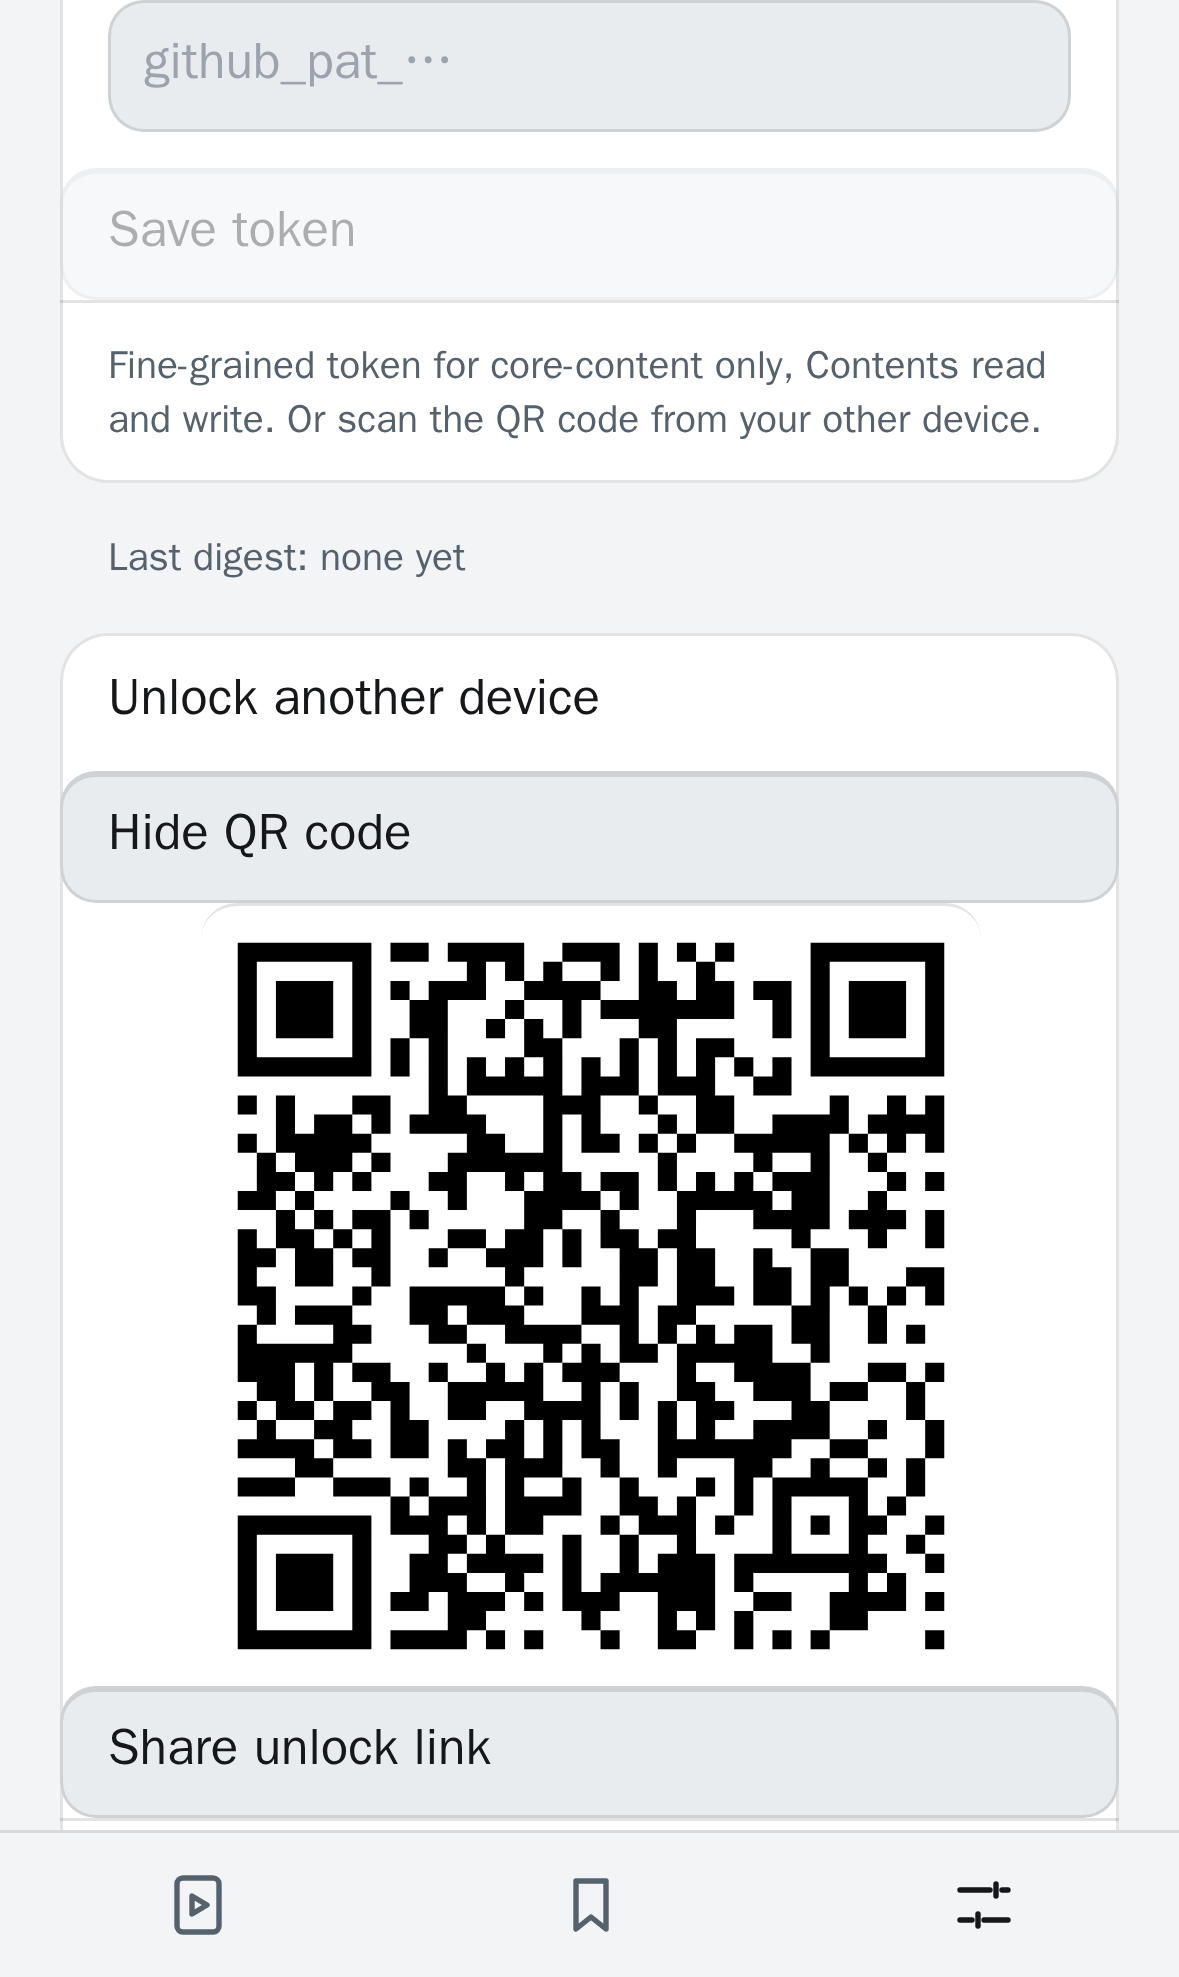 github_pat_···
Save token
Fine-grained token for core-content only, Contents read
and write. Or scan the QR code from your other device.
Last digest: none yet
Unlock another device
Hide QR code
Share unlock link